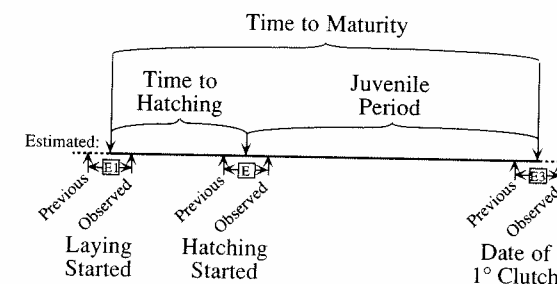 Time to Maturity
Time to
Hatching
Juvenile
Period
Estimated:
E1
E
E3
Previous
Observed
Previous
Observed
Previous
Observed
Laying
Started
Hatching
Started
Date of
1° Clutch